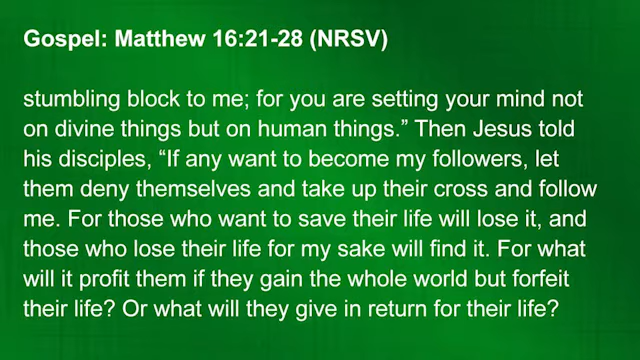 Gospel: Matthew 16:21-28 (NRSV)
stumbling block to me; for you are setting your mind not
on divine things but on human things.” Then Jesus told
his disciples, “If any want to become my followers, let
them deny themselves and take up their cross and follow
me. For those who want to save their life will lose it, and
those who lose their life for my sake will find it. For what
will it profit them if they gain the whole world but forfeit
their life? Or what will they give in return for their life?